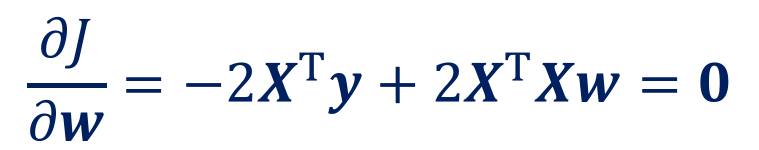 ∂J/∂w = −2Xᵀy + 2XᵀXw = 0